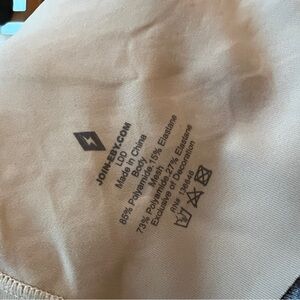 JOIN-EBY.COM
LDD
Made in China
Body
85% Polyamide,15% Elastane
Mesh
73% Polyamide,27% Elastane
Exclusive of Decoration